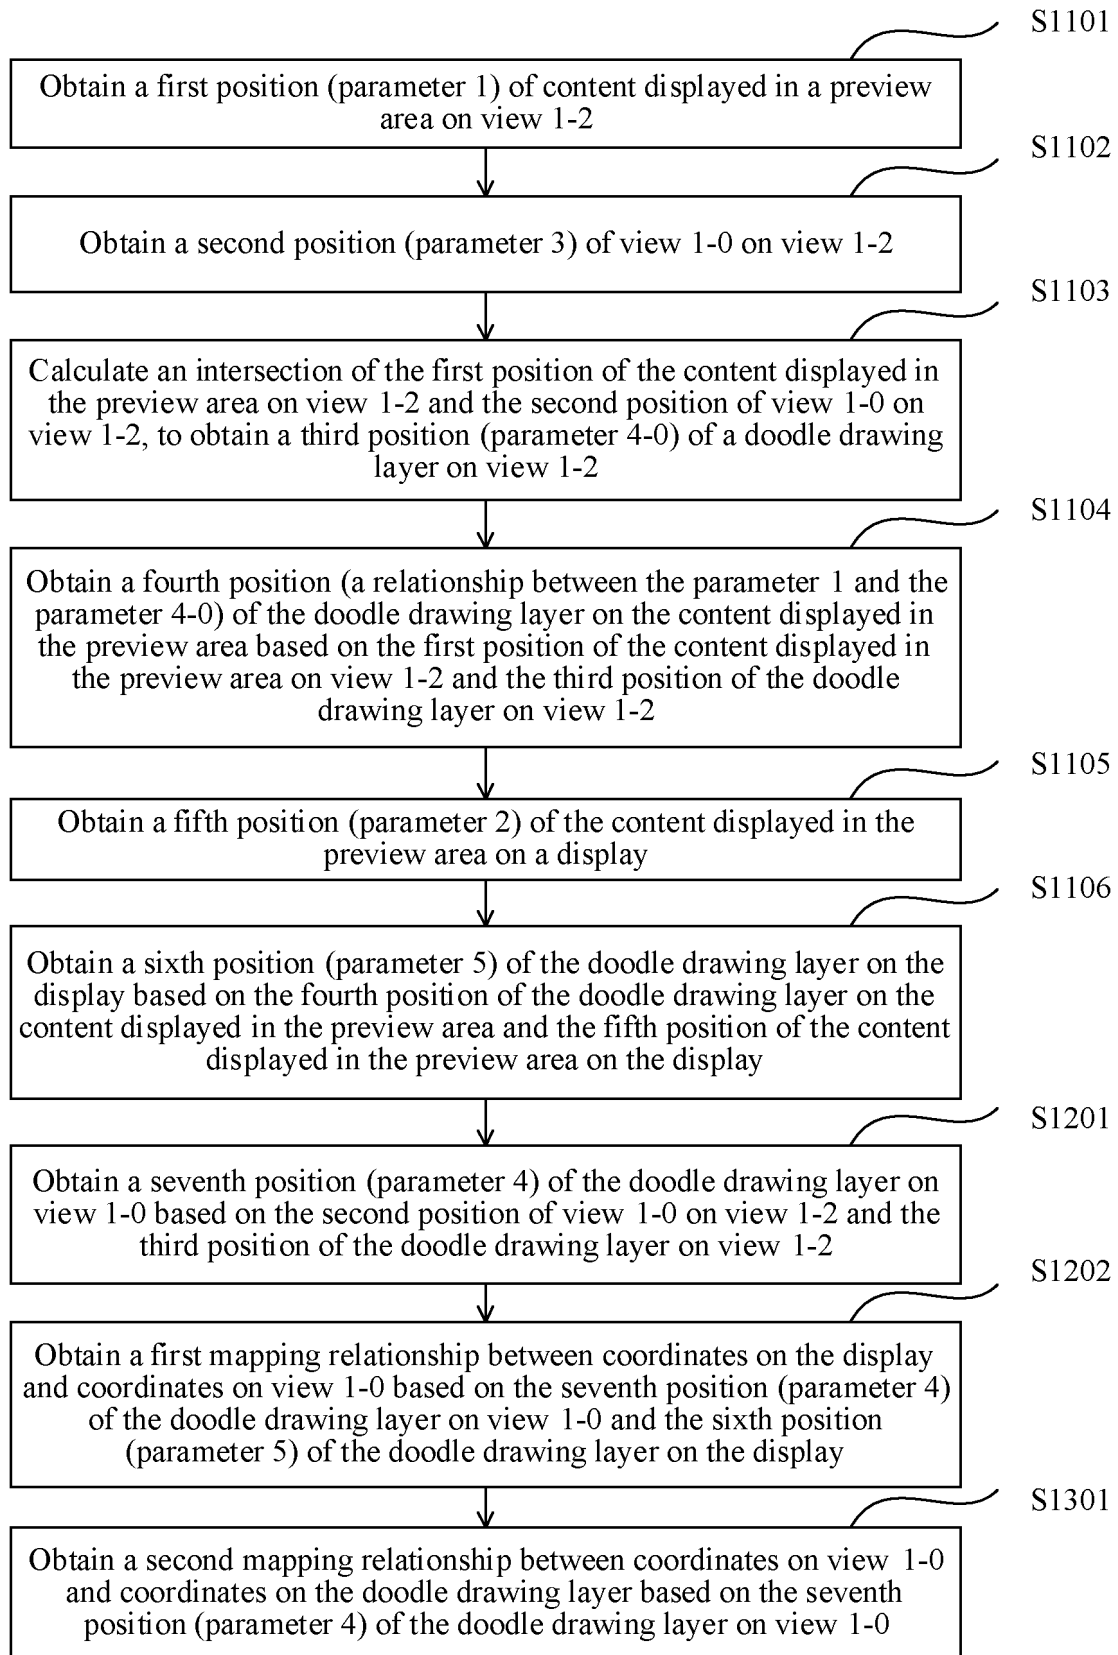 S1101
Obtain a first position (parameter 1) of content displayed in a preview
area on view 1-2
S1102
Obtain a second position (parameter 3) of view 1-0 on view 1-2
S1103
Calculate an intersection of the first position of the content displayed in
the preview area on view 1-2 and the second position of view 1-0 on
view 1-2, to obtain a third position (parameter 4-0) of a doodle drawing
layer on view 1-2
S1104
Obtain a fourth position (a relationship between the parameter 1 and the
parameter 4-0) of the doodle drawing layer on the content displayed in
the preview area based on the first position of the content displayed in
the preview area on view 1-2 and the third position of the doodle
drawing layer on view 1-2
S1105
Obtain a fifth position (parameter 2) of the content displayed in the
preview area on a display
S1106
Obtain a sixth position (parameter 5) of the doodle drawing layer on the
display based on the fourth position of the doodle drawing layer on the
content displayed in the preview area and the fifth position of the content
displayed in the preview area on the display
S1201
Obtain a seventh position (parameter 4) of the doodle drawing layer on
view 1-0 based on the second position of view 1-0 on view 1-2 and the
third position of the doodle drawing layer on view 1-2
S1202
Obtain a first mapping relationship between coordinates on the display
and coordinates on view 1-0 based on the seventh position (parameter 4)
of the doodle drawing layer on view 1-0 and the sixth position
(parameter 5) of the doodle drawing layer on the display
S1301
Obtain a second mapping relationship between coordinates on view 1-0
and coordinates on the doodle drawing layer based on the seventh
position (parameter 4) of the doodle drawing layer on view 1-0